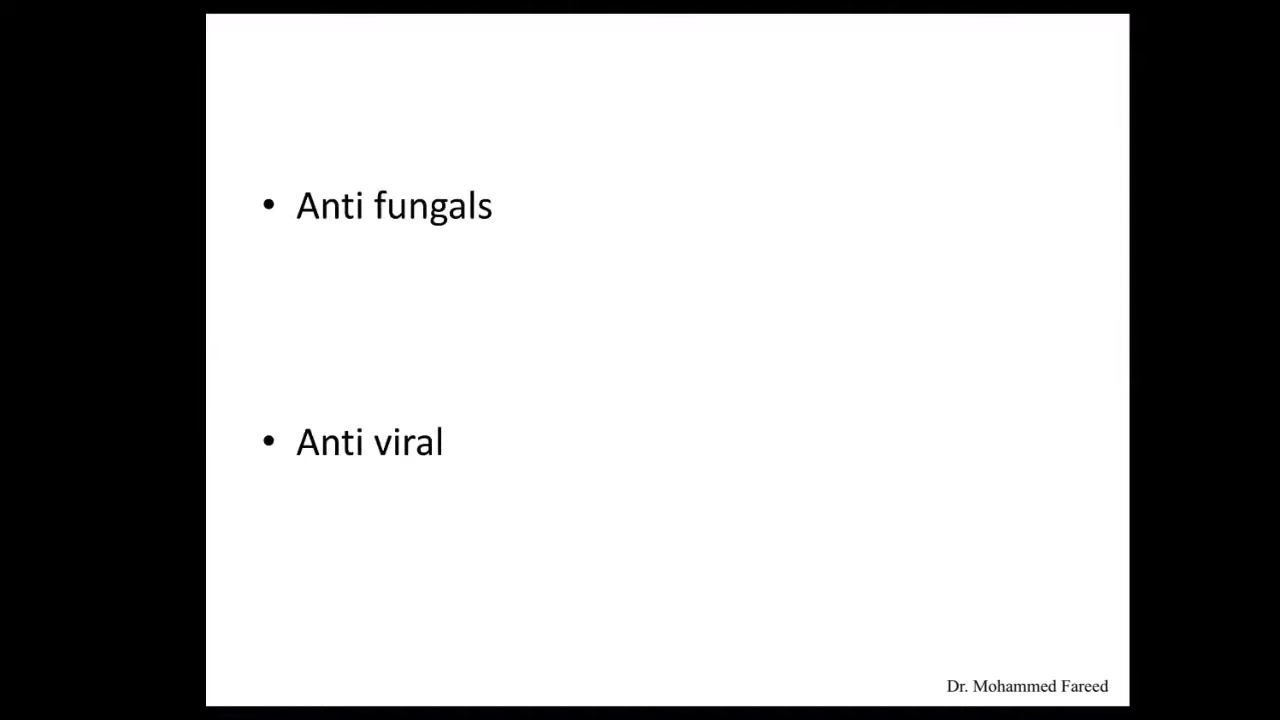 • Anti fungals
• Anti viral
Dr. Mohammed Fareed